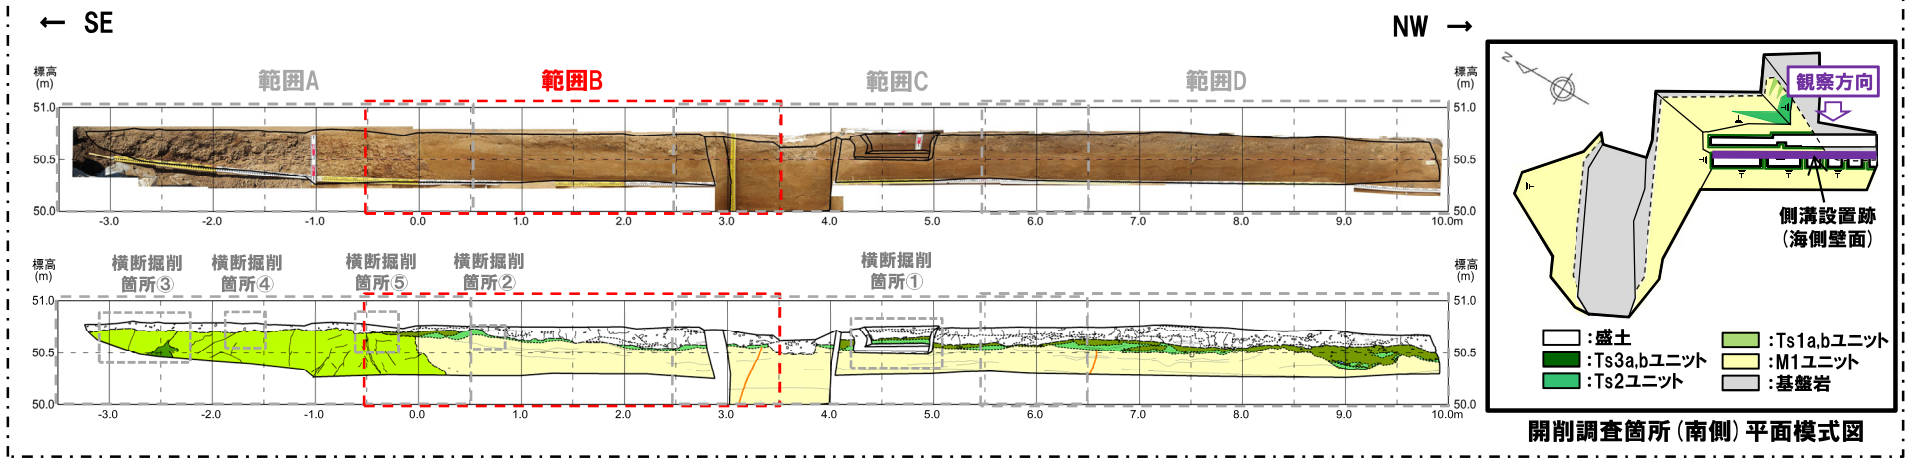 ← SE
NW →
標高
(m)
範囲A
範囲B
範囲C
範囲D
標高
(m)
51.0
50.5
50.0
51.0
50.5
50.0
-3.0
-2.0
-1.0
0.0
1.0
2.0
3.0
4.0
5.0
6.0
7.0
8.0
9.0
10.0m
標高
(m)
横断掘削
箇所③
横断掘削
箇所④
横断掘削
箇所⑤
横断掘削
箇所②
横断掘削
箇所①
標高
(m)
51.0
50.5
50.0
51.0
50.5
50.0
-3.0
-2.0
-1.0
0.0
1.0
2.0
3.0
4.0
5.0
6.0
7.0
8.0
9.0
10.0m
N
観察方向
側溝設置跡
(海側壁面)
:盛土
:Ts3a,bユニット
:Ts2ユニット
:Ts1a,bユニット
:M1ユニット
:基盤岩
開削調査箇所(南側)平面模式図